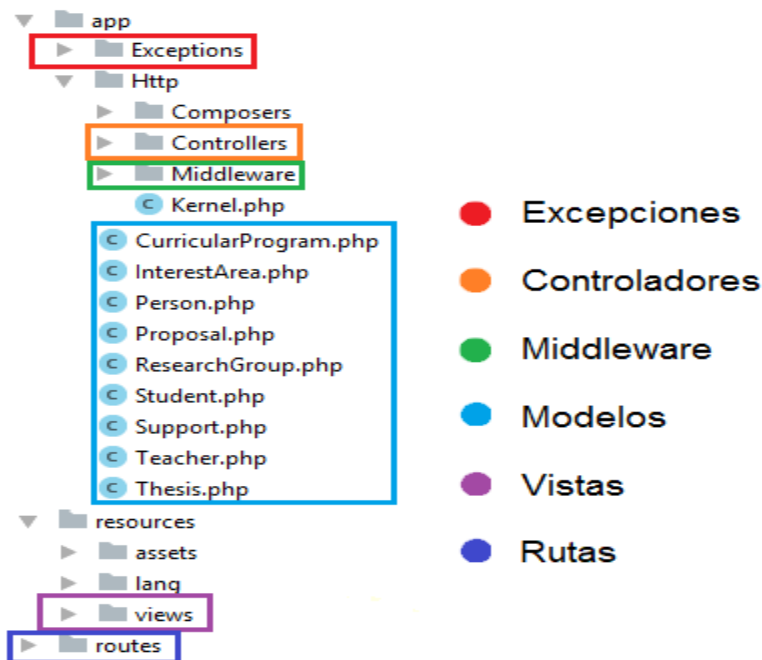 app
Exceptions
Http
Composers
Controllers
Middleware
Kernel.php
CurricularProgram.php
InterestArea.php
Person.php
Proposal.php
ResearchGroup.php
Student.php
Support.php
Teacher.php
Thesis.php
resources
assets
lang
views
routes
Excepciones
Controladores
Middleware
Modelos
Vistas
Rutas